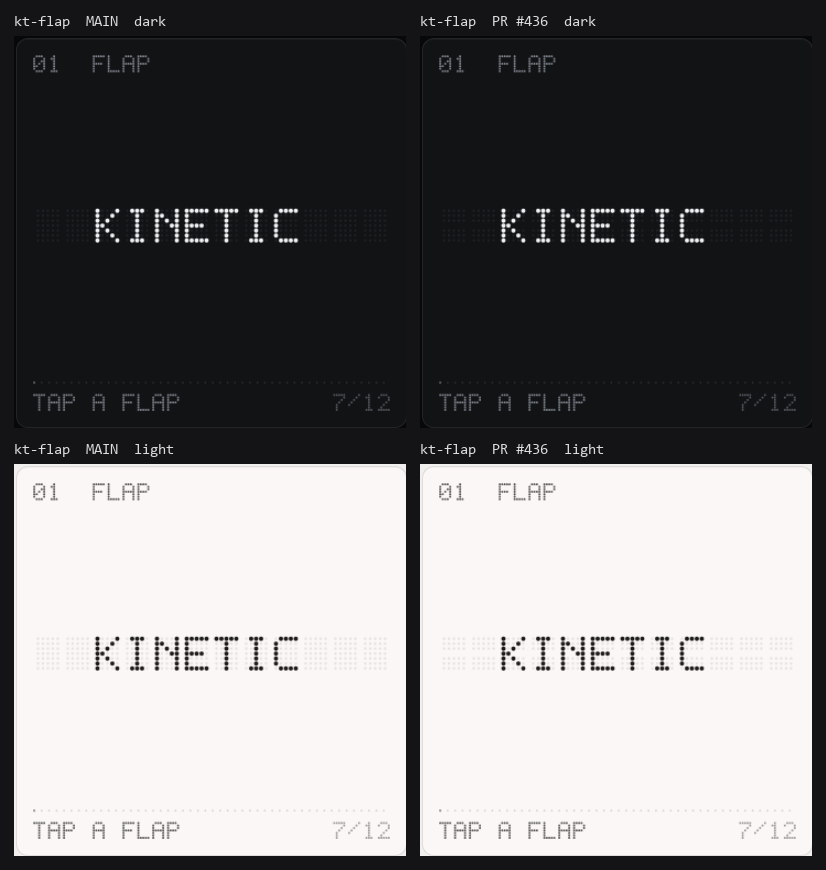 kt-flap MAIN dark
01 FLAP
KINETIC
TAP A FLAP 7/12
kt-flap PR #436 dark
01 FLAP
KINETIC
TAP A FLAP 7/12
kt-flap MAIN light
01 FLAP
KINETIC
TAP A FLAP 7/12
kt-flap PR #436 light
01 FLAP
KINETIC
TAP A FLAP 7/12